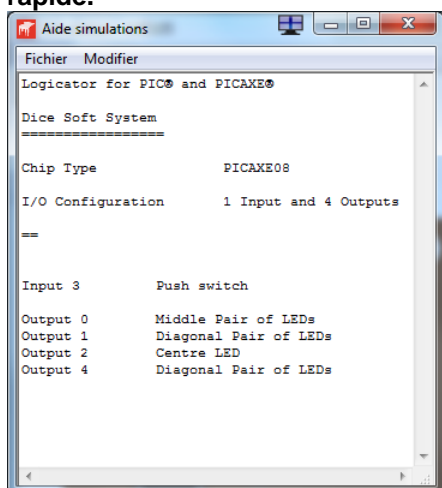 rapide.
Aide simulations
Fichier Modifier
Logicator for PIC® and PICAXE®
Dice Soft System
=================
Chip Type PICAXE08
I/O Configuration 1 Input and 4 Outputs
==
Input 3 Push switch
Output 0 Middle Pair of LEDs
Output 1 Diagonal Pair of LEDs
Output 2 Centre LED
Output 4 Diagonal Pair of LEDs